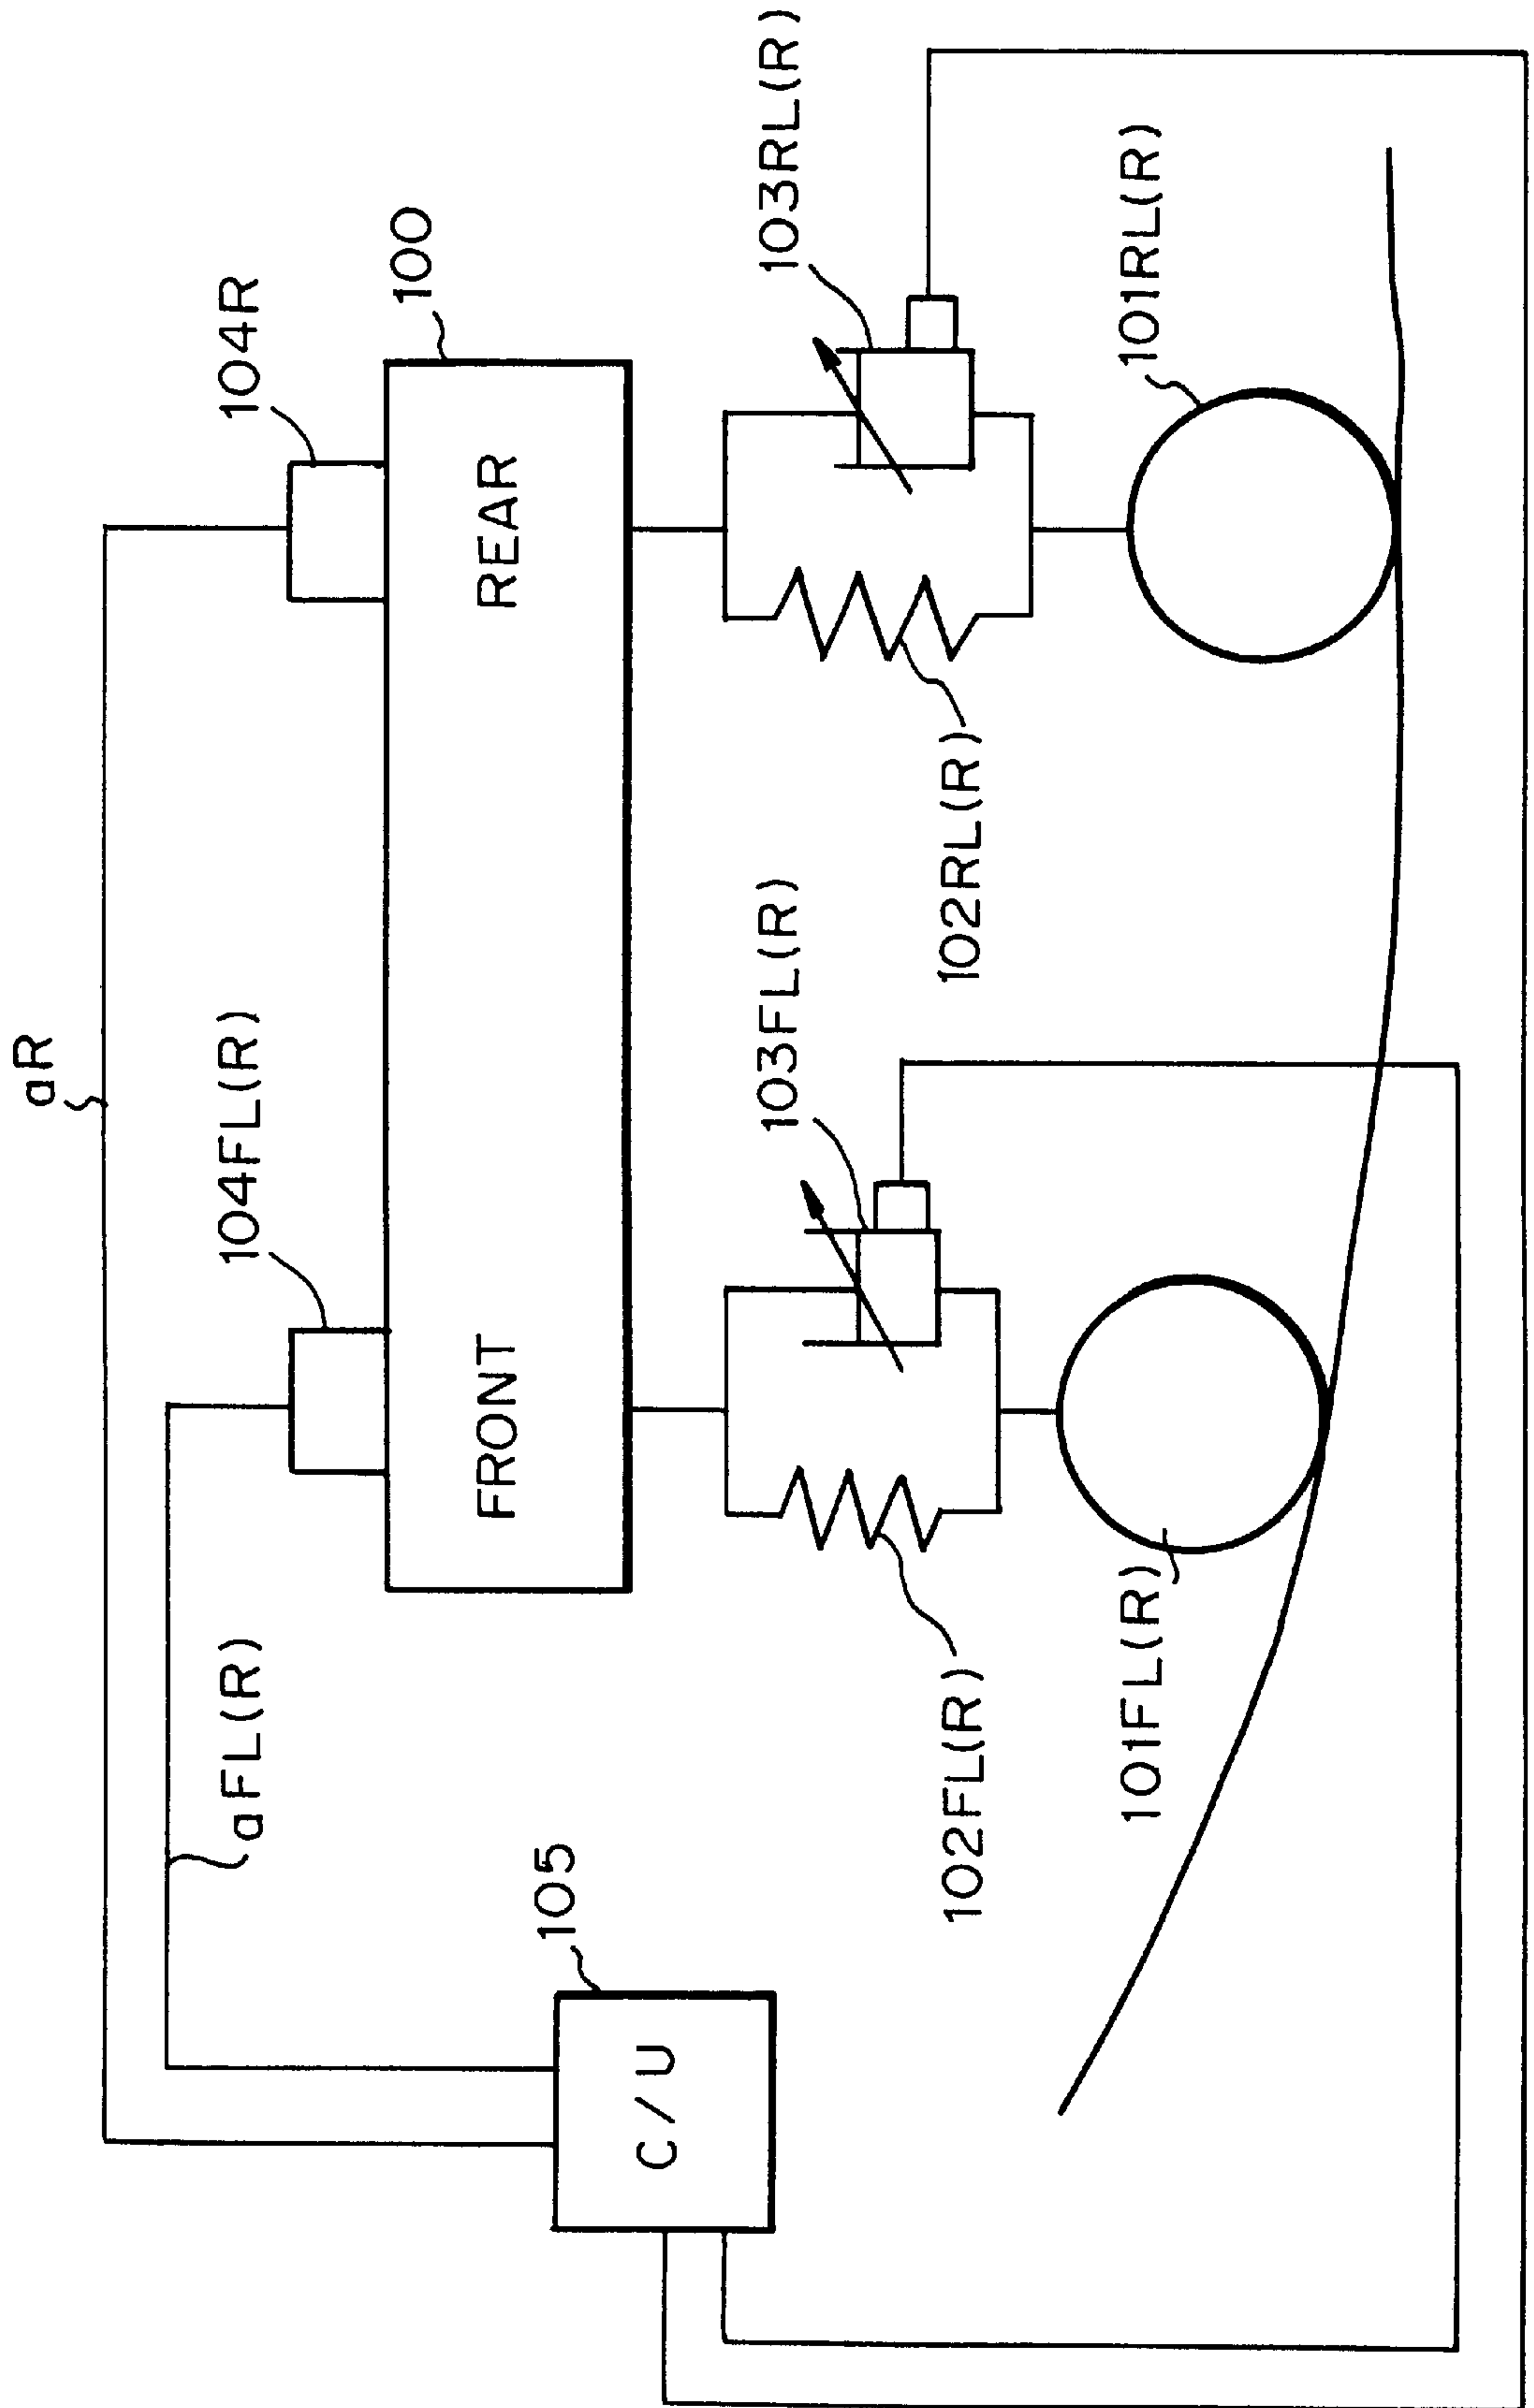 aR
aFL(R)
104FL(R)
104R
100
105
C/U
FRONT
REAR
103FL(R)
103RL(R)
102FL(R)
102RL(R)
101FL(R)
101RL(R)